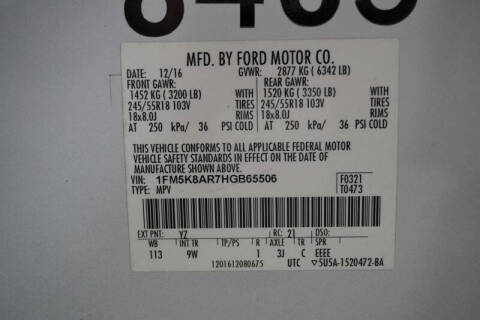 MFD. BY FORD MOTOR CO.
DATE: 12/16 GVWR: 2877 KG ( 6342 LB)
FRONT GAWR: REAR GAWR:
1452 KG ( 3200 LB) WITH 1520 KG ( 3350 LB) WITH
245/55R18 103V TIRES 245/55R18 103V TIRES
18x8.0J RIMS 18x8.0J RIMS
AT 250 kPa/ 36 PSI COLD AT 250 kPa/ 36 PSI COLD
THIS VEHICLE CONFORMS TO ALL APPLICABLE FEDERAL MOTOR
VEHICLE SAFETY STANDARDS IN EFFECT ON THE DATE OF
MANUFACTURE SHOWN ABOVE.
VIN: 1FM5K8AR7HGB65506 F0321
TYPE: MPV T0473
EXT PNT: YZ RC: 21 DSO:
WB INT TR TP/PS R AXLE TR SPR
113 9W 1 3J C EEEE
1201612080675 UTC ▽5U5A-1520472-BA